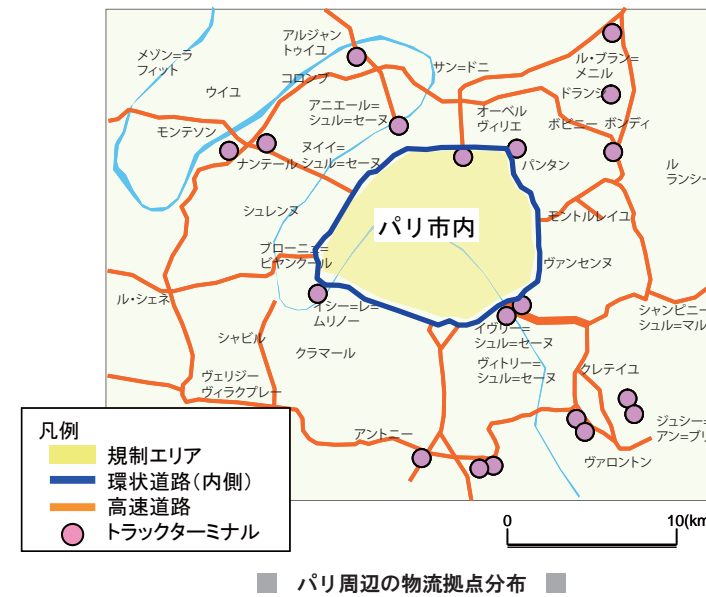 アルジャン
トゥイユ
メゾン=ラ
フィット
サン=ドニ
ル・ブラン=
メニル
コロンブ
ウイユ
ドランシ
アニエール=
シュル=セーヌ
オーベル
ヴィリエ
モンテソン
ボビニー
ボンディ
ヌイイ=
シュル=セーヌ
ナンテール
パンタン
ル
ランシー
シュレンヌ
パリ市内
モントルレイユ
ブローニュ=
ビヤンクール
ヴァンセンヌ
ル・シェネ
イシー=レ=
ムリノー
シャンピニー
シュル=マル
シャビル
イヴリー=
シュル=セーヌ
クラマール
ヴィトリー=
シュル=セーヌ
クレテイユ
ヴェリジー
ヴィラクプレー
ジュシー=
アン=ブリ
アントニー
ヴァロントン
凡例
規制エリア
環状道路(内側)
高速道路
トラックターミナル
0 10(km
パリ周辺の物流拠点分布